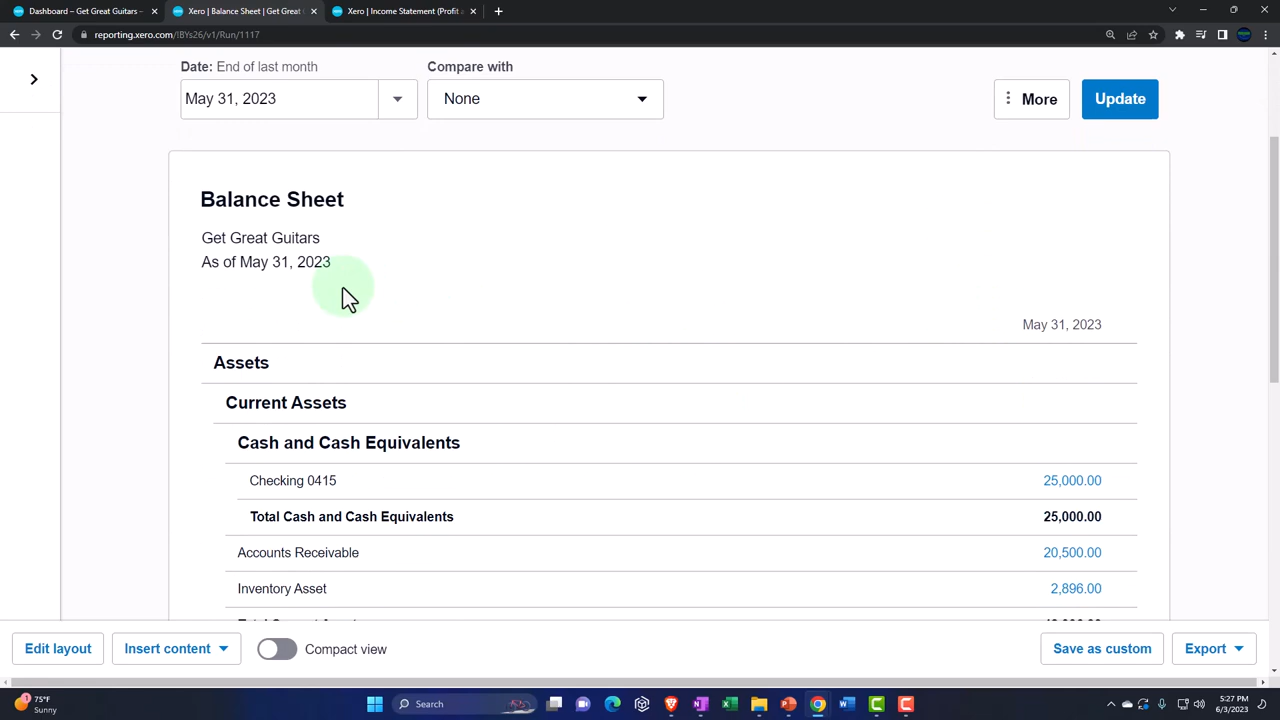 Dashboard – Get Great Guitars –
Xero | Balance Sheet | Get Great
Xero | Income Statement (Profit a
reporting.xero.com/!BYs26/v1/Run/1117
Date: End of last month
Compare with
May 31, 2023
None
More
Update
Balance Sheet
Get Great Guitars
As of May 31, 2023
May 31, 2023
Assets
Current Assets
Cash and Cash Equivalents
Checking 0415 25,000.00
Total Cash and Cash Equivalents 25,000.00
Accounts Receivable 20,500.00
Inventory Asset 2,896.00
Edit layout
Insert content
Compact view
Save as custom
Export
75°F
Sunny
Search
5:27 PM
6/3/2023